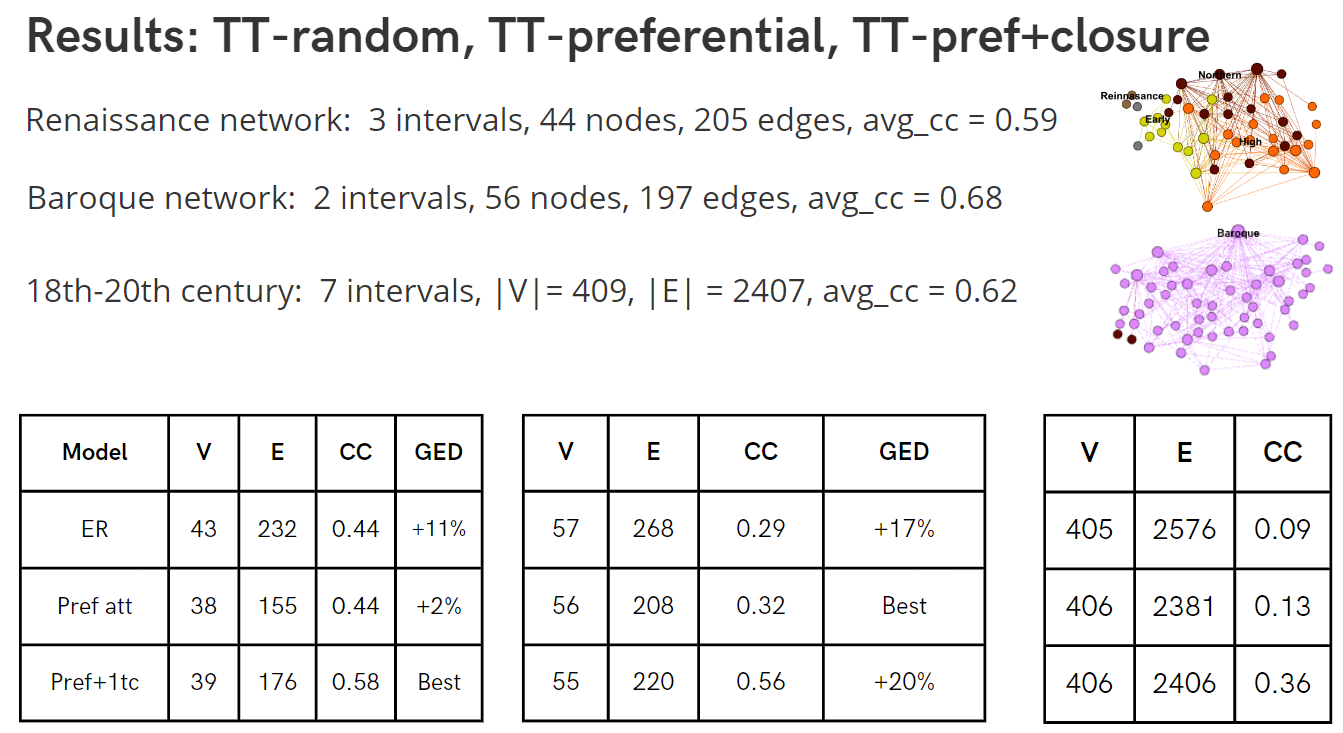 Results: TT-random, TT-preferential, TT-pref+closure
Renaissance network: 3 intervals, 44 nodes, 205 edges, avg_cc = 0.59
Northern
Reinnasance
Early
High
Baroque network: 2 intervals, 56 nodes, 197 edges, avg_cc = 0.68
Baroque
18th-20th century: 7 intervals, |V|= 409, |E| = 2407, avg_cc = 0.62
Model V E CC GED
ER 43 232 0.44 +11%
Pref att 38 155 0.44 +2%
Pref+1tc 39 176 0.58 Best
V E CC GED
57 268 0.29 +17%
56 208 0.32 Best
55 220 0.56 +20%
V E CC
405 2576 0.09
406 2381 0.13
406 2406 0.36